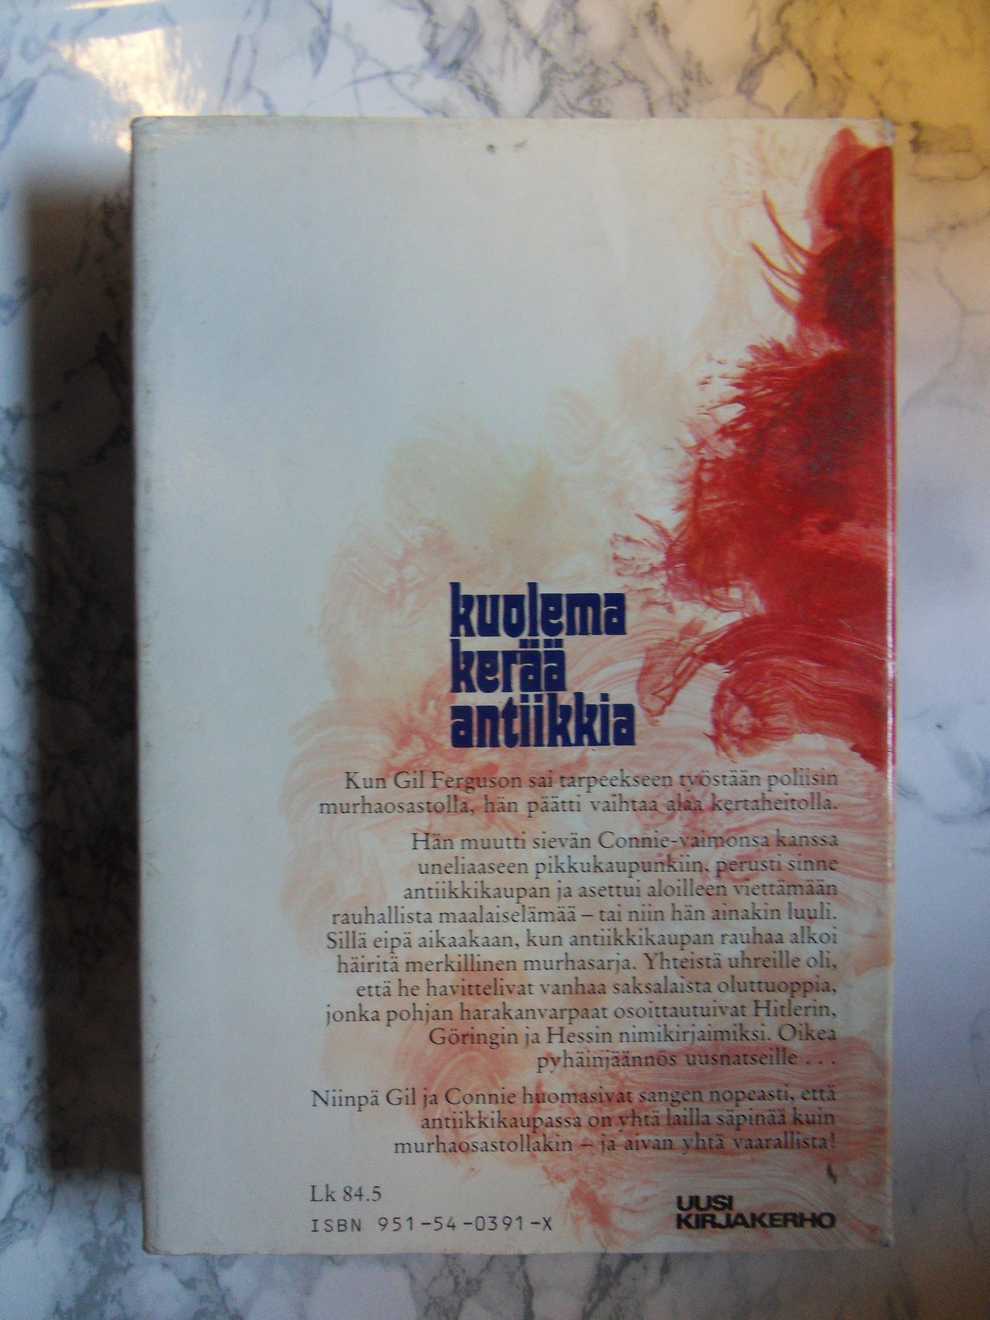 kuolema
kerää
antiikkia
Kun Gil Ferguson sai tarpeekseen työstään poliisin
murhaosastolla, hän päätti vaihtaa alaa kertaheitolla.
Hän muutti sievän Connie-vaimonsa kanssa
uneliaaseen pikkukaupunkiin, perusti sinne
antiikkikaupan ja asettui aloilleen viettämään
rauhallista maalaiselämää – tai niin hän ainakin luuli.
Sillä eipä aikaakaan, kun antiikkikaupan rauhaa alkoi
häiritä merkillinen murhasarja. Yhteistä uhreille oli,
että he havittelivat vanhaa saksalaista oluttuoppia,
jonka pohjan harakanvarpaat osoittautuivat Hitlerin,
Göringin ja Hessin nimikirjaimiksi. Oikea
pyhäinjäännös uusnatseille . . .
Niinpä Gil ja Connie huomasivat sangen nopeasti, että
antiikkikaupassa on yhtä lailla säpinää kuin
murhaosastollakin – ja aivan yhtä vaarallista!
Lk 84.5
ISBN 951-54-0391-X
UUSI
KIRJAKERHO